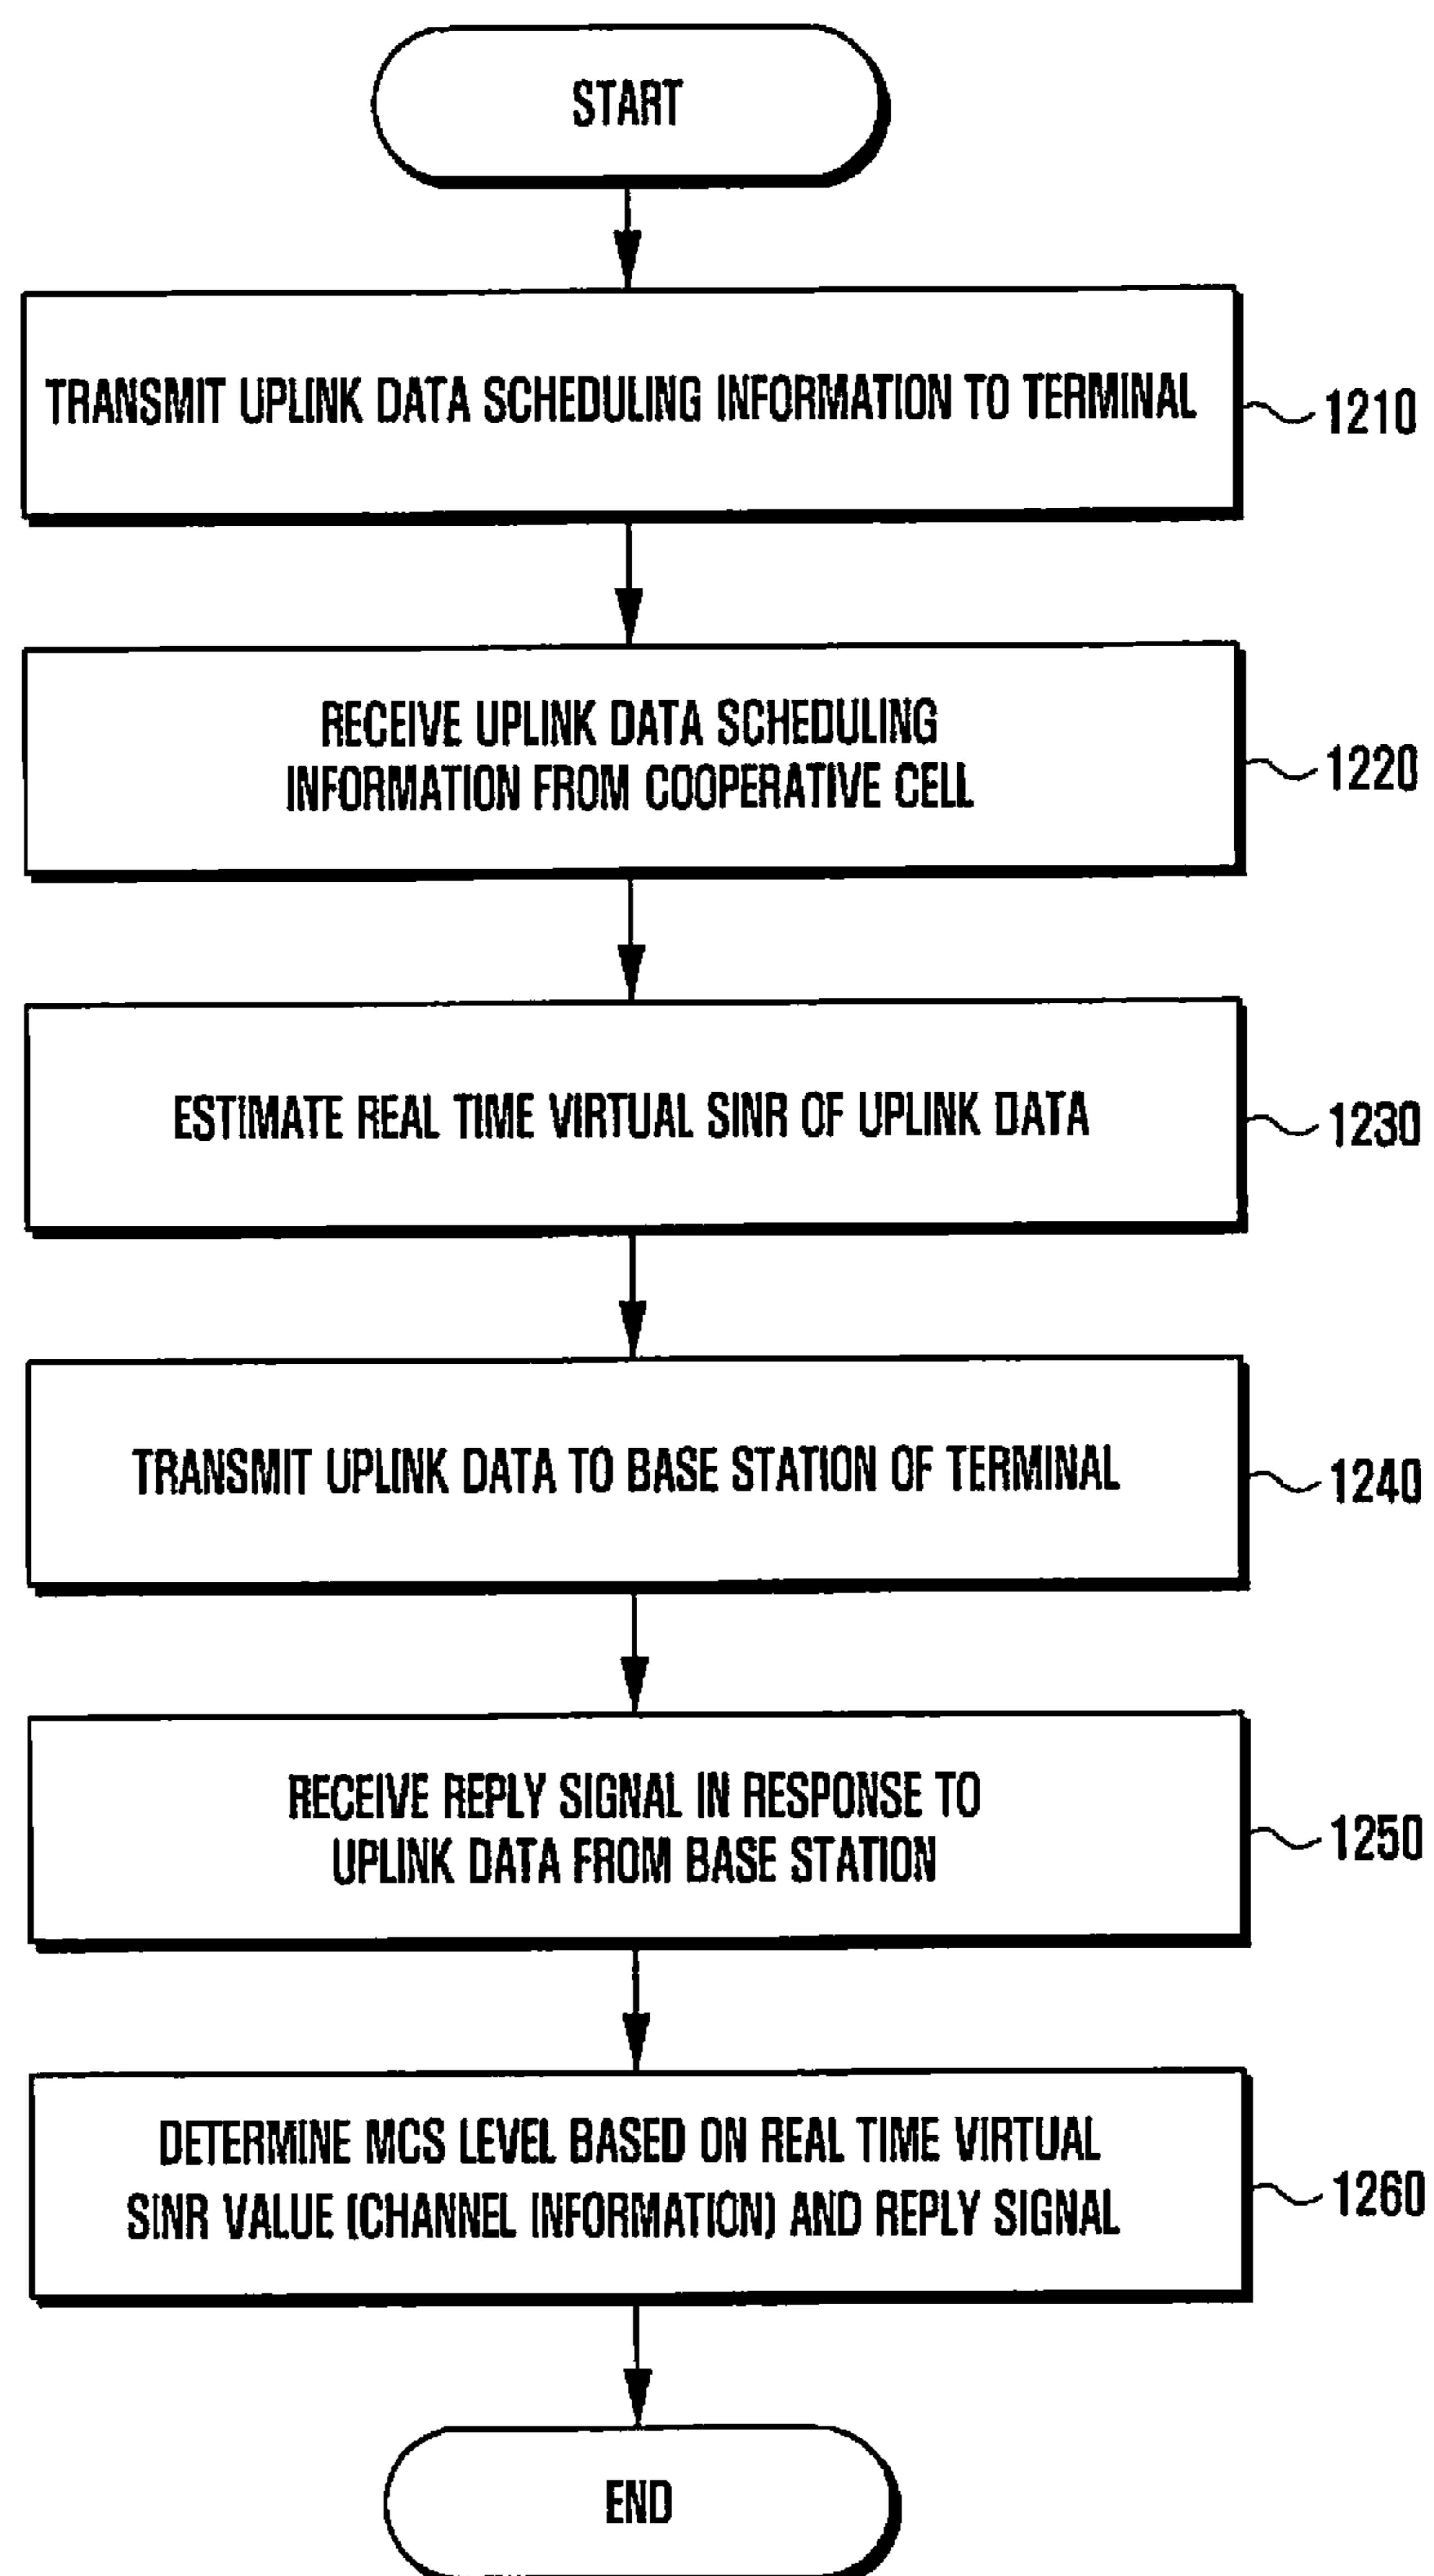 START
TRANSMIT UPLINK DATA SCHEDULING INFORMATION TO TERMINAL
1210
RECEIVE UPLINK DATA SCHEDULING
INFORMATION FROM COOPERATIVE CELL
1220
ESTIMATE REAL TIME VIRTUAL SINR OF UPLINK DATA
1230
TRANSMIT UPLINK DATA TO BASE STATION OF TERMINAL
1240
RECEIVE REPLY SIGNAL IN RESPONSE TO
UPLINK DATA FROM BASE STATION
1250
DETERMINE MCS LEVEL BASED ON REAL TIME VIRTUAL
SINR VALUE (CHANNEL INFORMATION) AND REPLY SIGNAL
1260
END